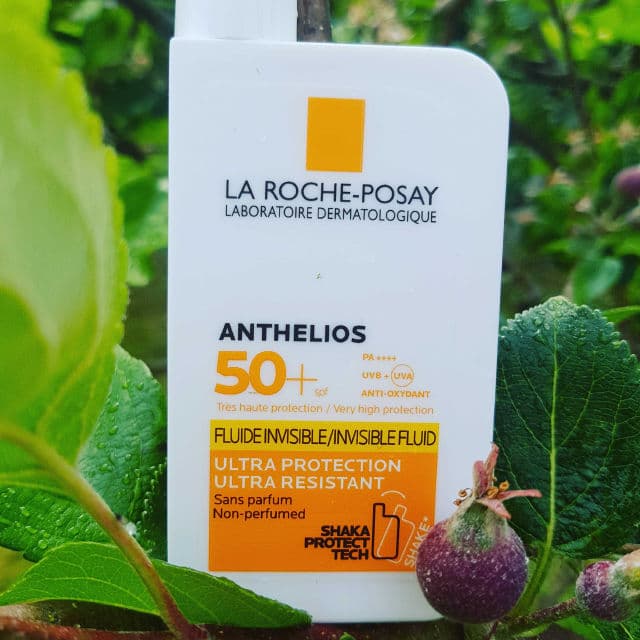 LA ROCHE-POSAY
LABORATOIRE DERMATOLOGIQUE
ANTHELIOS
50+ spf
PA ++++
UVB + UVA
ANTI-OXYDANT
Très haute protection / Very high protection
FLUIDE INVISIBLE/INVISIBLE FLUID
ULTRA PROTECTION
ULTRA RESISTANT
Sans parfum
Non-perfumed
SHAKA
PROTECT
TECH
SHAKE*